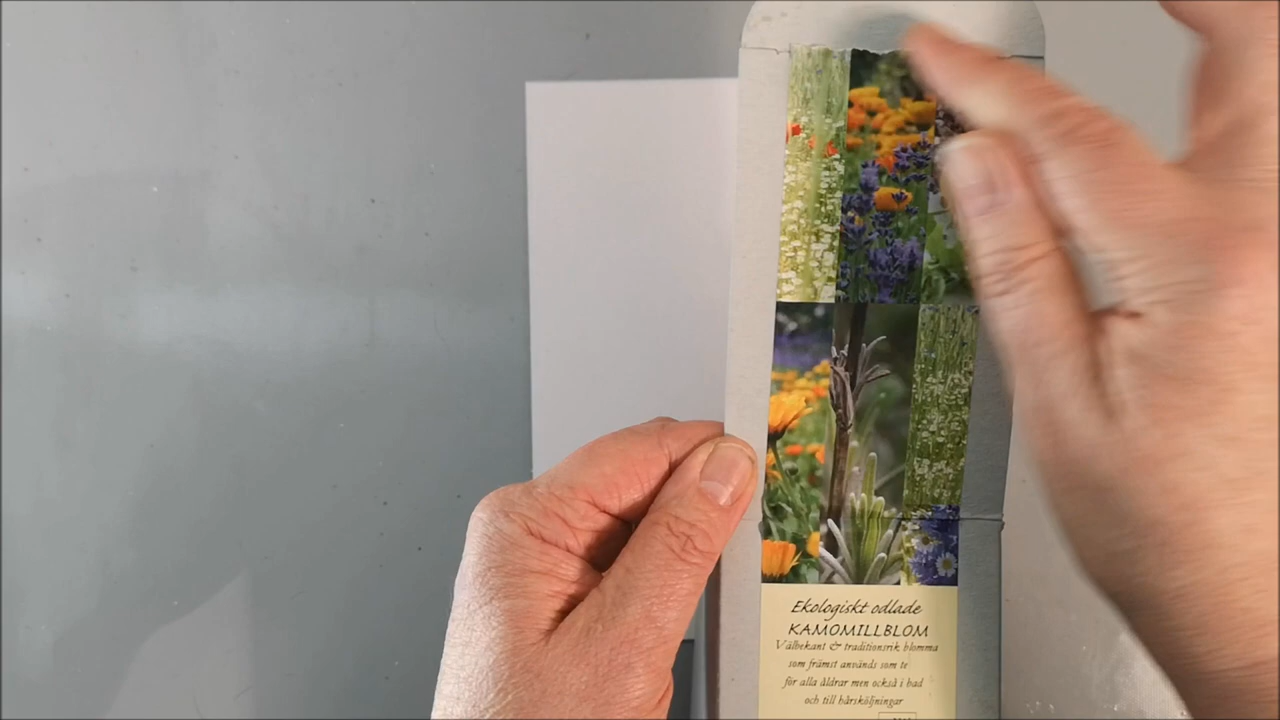 Ekologiskt odlade
KAMOMILLBLOM
Välbekant & traditionsrik blomma
som främst används som te
för alla åldrar men också i bad
och till hårsköljningar